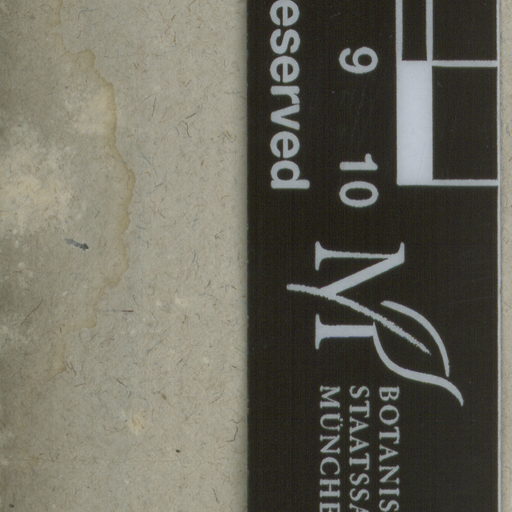 eserved
9 10
M
BOTANIS
STAATSSA
MÜNCHE